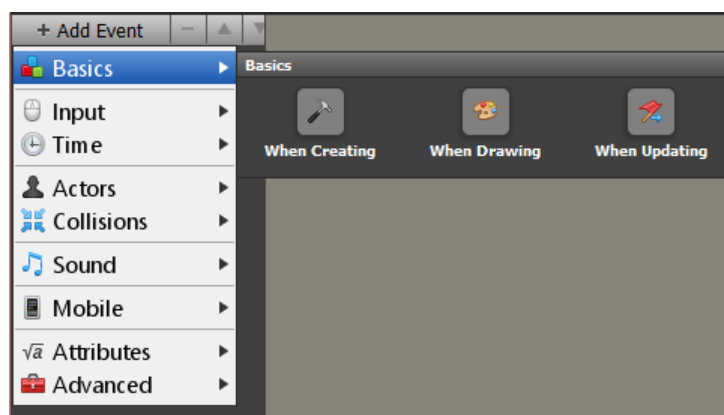 + Add Event
Basics
Basics
When Creating When Drawing When Updating
Input
Time
Actors
Collisions
Sound
Mobile
√a Attributes
Advanced